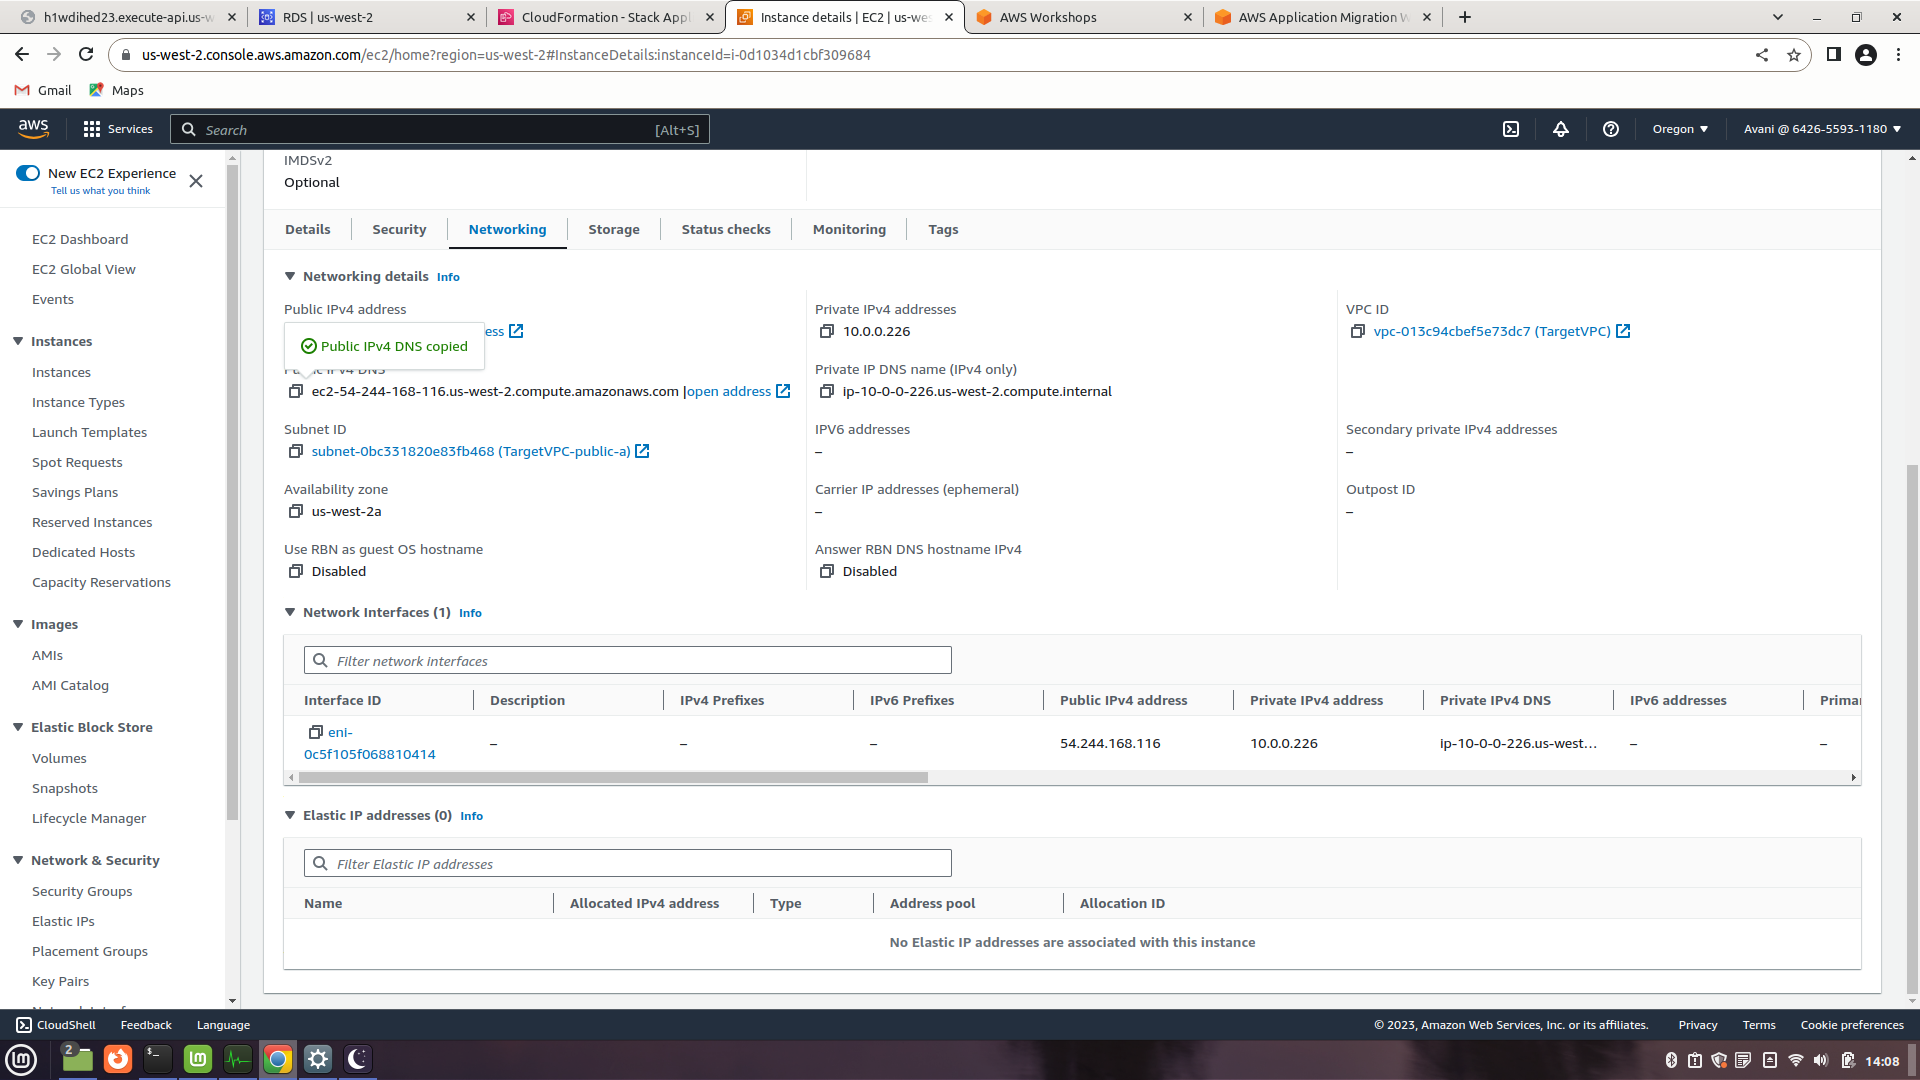 h1wdihed23.execute-api.us-w
RDS | us-west-2
CloudFormation - Stack Appl
Instance details | EC2 | us-wes
AWS Workshops
AWS Application Migration W
us-west-2.console.aws.amazon.com/ec2/home?region=us-west-2#InstanceDetails:instanceId=i-0d1034d1cbf309684
Gmail
Maps
aws
Services
Search
[Alt+S]
Oregon
Avani @ 6426-5593-1180
New EC2 Experience
Tell us what you think
EC2 Dashboard
EC2 Global View
Events
Instances
Instances
Instance Types
Launch Templates
Spot Requests
Savings Plans
Reserved Instances
Dedicated Hosts
Capacity Reservations
Images
AMIs
AMI Catalog
Elastic Block Store
Volumes
Snapshots
Lifecycle Manager
Network & Security
Security Groups
Elastic IPs
Placement Groups
Key Pairs
IMDSv2
Optional
Details
Security
Networking
Storage
Status checks
Monitoring
Tags
Networking details Info
Public IPv4 address
ess
Public IPv4 DNS copied
Public IPv4 DNS
ec2-54-244-168-116.us-west-2.compute.amazonaws.com |open address
Subnet ID
subnet-0bc331820e83fb468 (TargetVPC-public-a)
Availability zone
us-west-2a
Use RBN as guest OS hostname
Disabled
Private IPv4 addresses
10.0.0.226
Private IP DNS name (IPv4 only)
ip-10-0-0-226.us-west-2.compute.internal
IPV6 addresses
–
Carrier IP addresses (ephemeral)
–
Answer RBN DNS hostname IPv4
Disabled
VPC ID
vpc-013c94cbef5e73dc7 (TargetVPC)
Secondary private IPv4 addresses
–
Outpost ID
–
Network Interfaces (1) Info
Filter network interfaces
Interface ID
Description
IPv4 Prefixes
IPv6 Prefixes
Public IPv4 address
Private IPv4 address
Private IPv4 DNS
IPv6 addresses
Primar
eni-
0c5f105f068810414
–
–
–
54.244.168.116
10.0.0.226
ip-10-0-0-226.us-west...
–
–
Elastic IP addresses (0) Info
Filter Elastic IP addresses
Name
Allocated IPv4 address
Type
Address pool
Allocation ID
No Elastic IP addresses are associated with this instance
CloudShell
Feedback
Language
© 2023, Amazon Web Services, Inc. or its affiliates.
Privacy
Terms
Cookie preferences
2
14:08